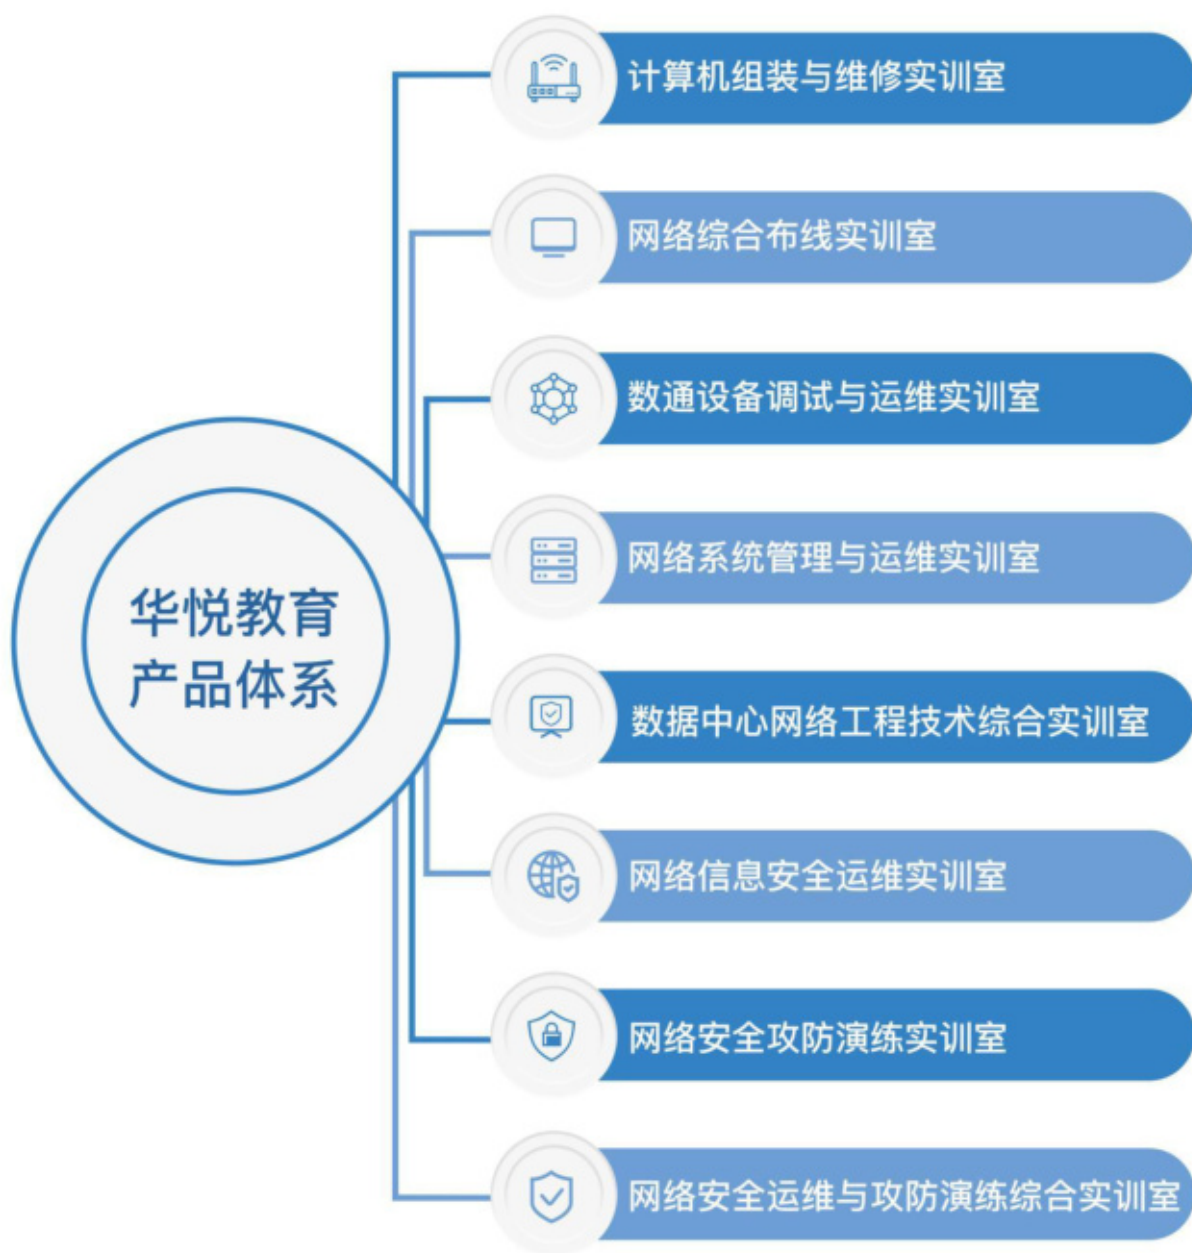 计算机组装与维修实训室
网络综合布线实训室
数通设备调试与运维实训室
网络系统管理与运维实训室
华悦教育
产品体系
数据中心网络工程技术综合实训室
网络信息安全运维实训室
网络安全攻防演练实训室
网络安全运维与攻防演练综合实训室